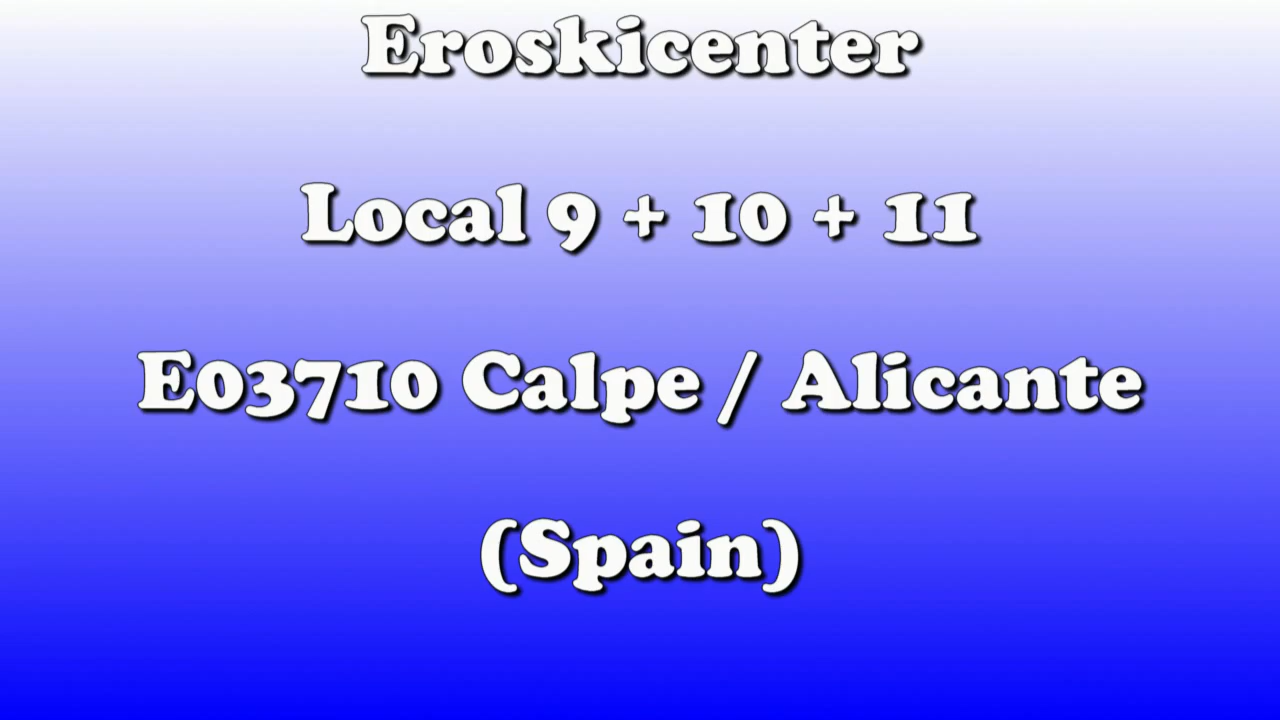 Eroskicenter
Local 9 + 10 + 11
E03710 Calpe / Alicante
(Spain)